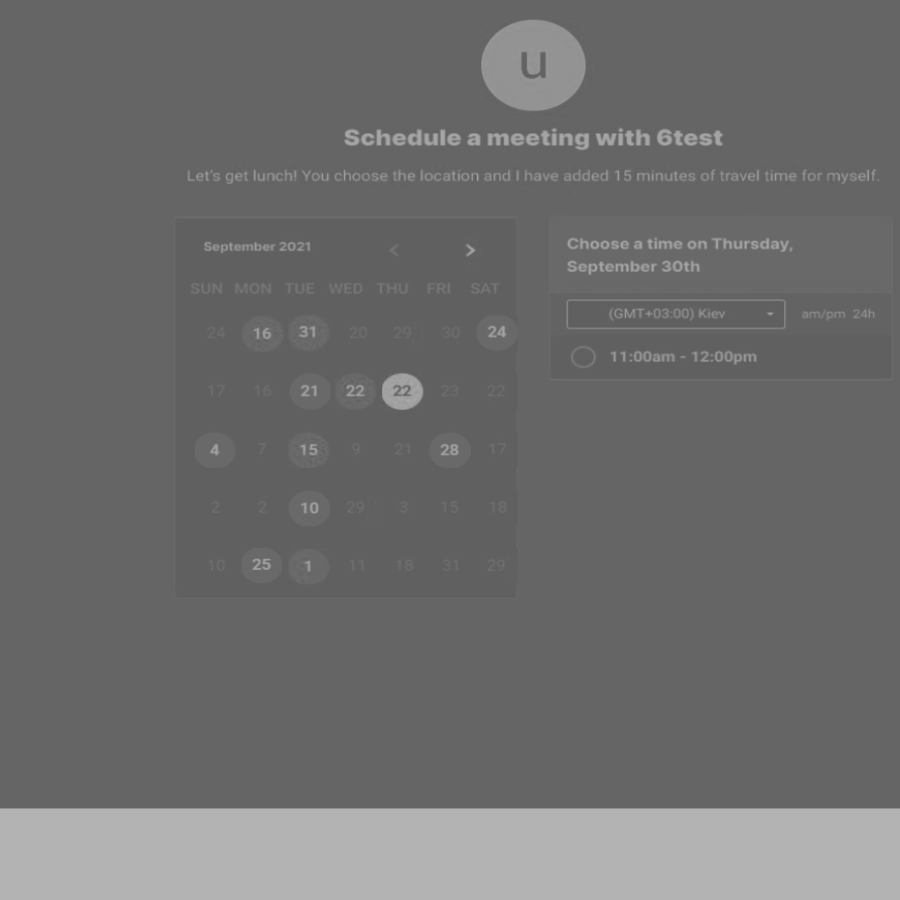 u
Schedule a meeting with 6test
Let's get lunch! You choose the location and I have added 15 minutes of travel time for myself.
September 2021 < >
SUN MON TUE WED THU FRI SAT
24 16 31 20 29 30 24
17 16 21 22 22 23 22
4 7 15 9 21 28 17
2 2 10 29 3 15 18
10 25 1 11 18 31 29
Choose a time on Thursday,
September 30th
(GMT+03:00) Kiev am/pm 24h
11:00am - 12:00pm